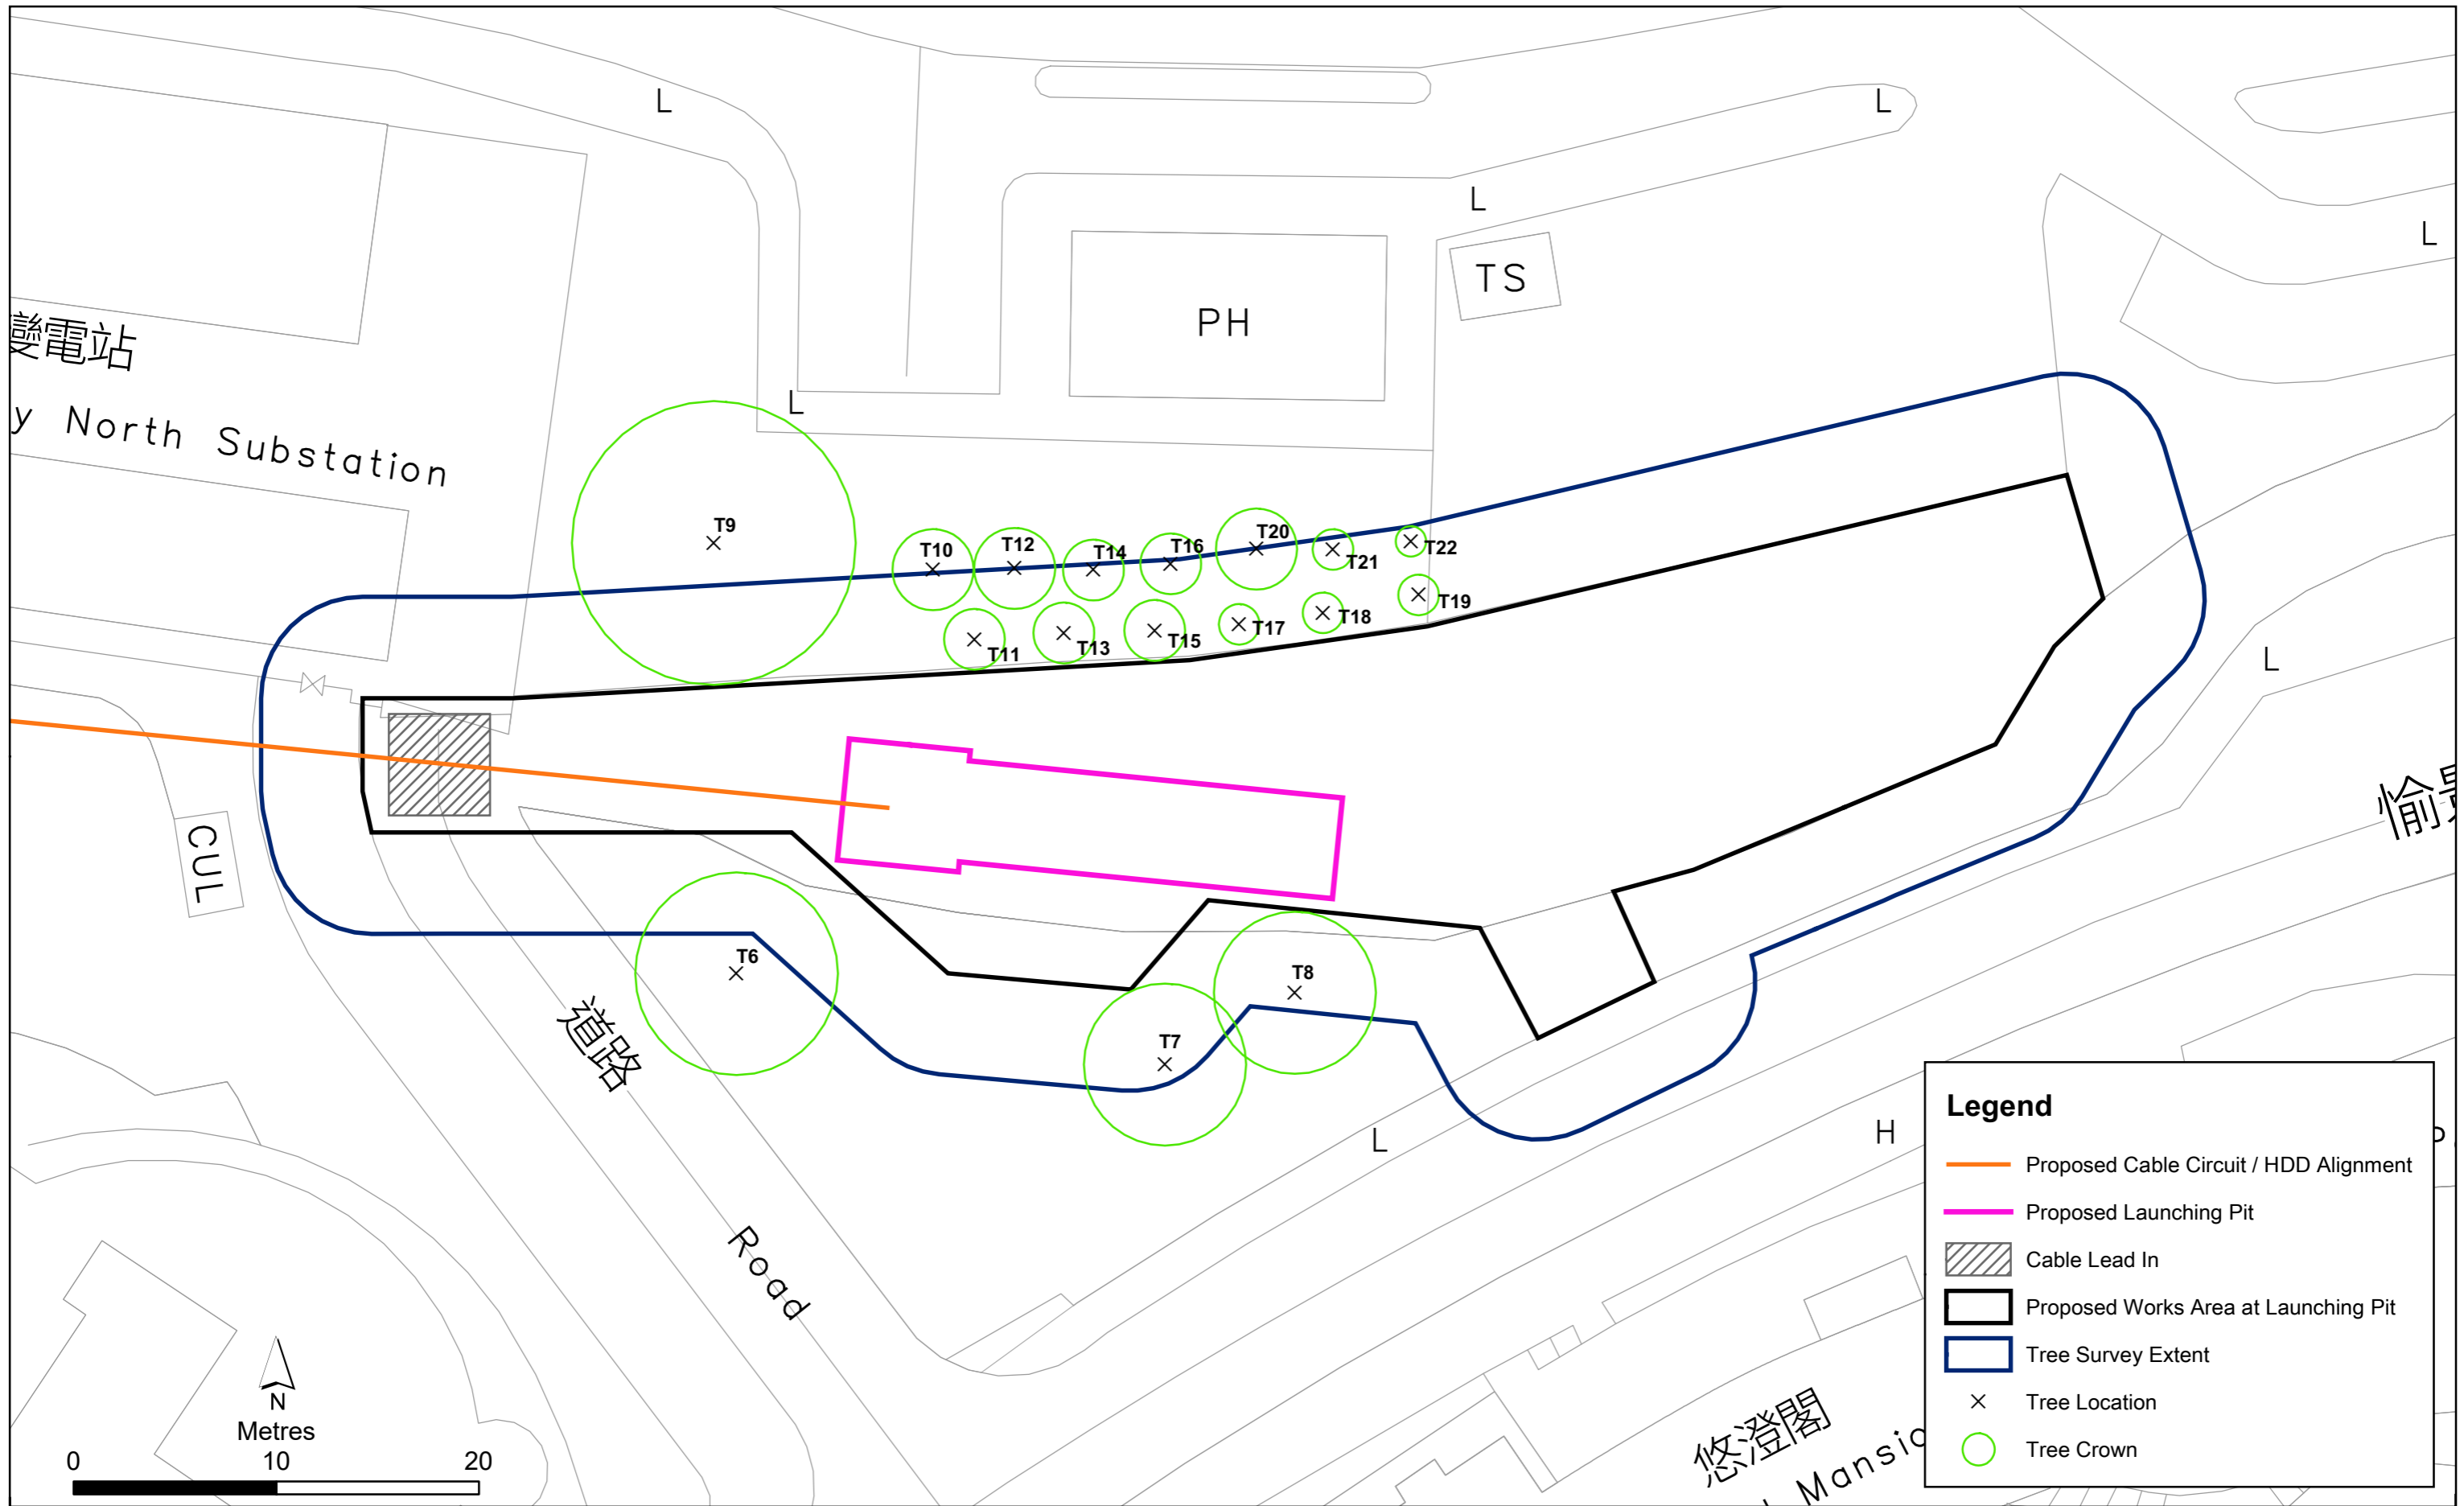 L
L
L
L
TS
PH
變電站
y North Substation
L
T9
T10
T12
T14
T16
T20
T21
T22
T11
T13
T15
T17
T18
T19
L
CUL
T6
T8
T7
道路
Road
L
H
悠澄閣
Mansio
N
Metres
0 10 20
Legend
Proposed Cable Circuit / HDD Alignment
Proposed Launching Pit
Cable Lead In
Proposed Works Area at Launching Pit
Tree Survey Extent
Tree Location
Tree Crown
愉